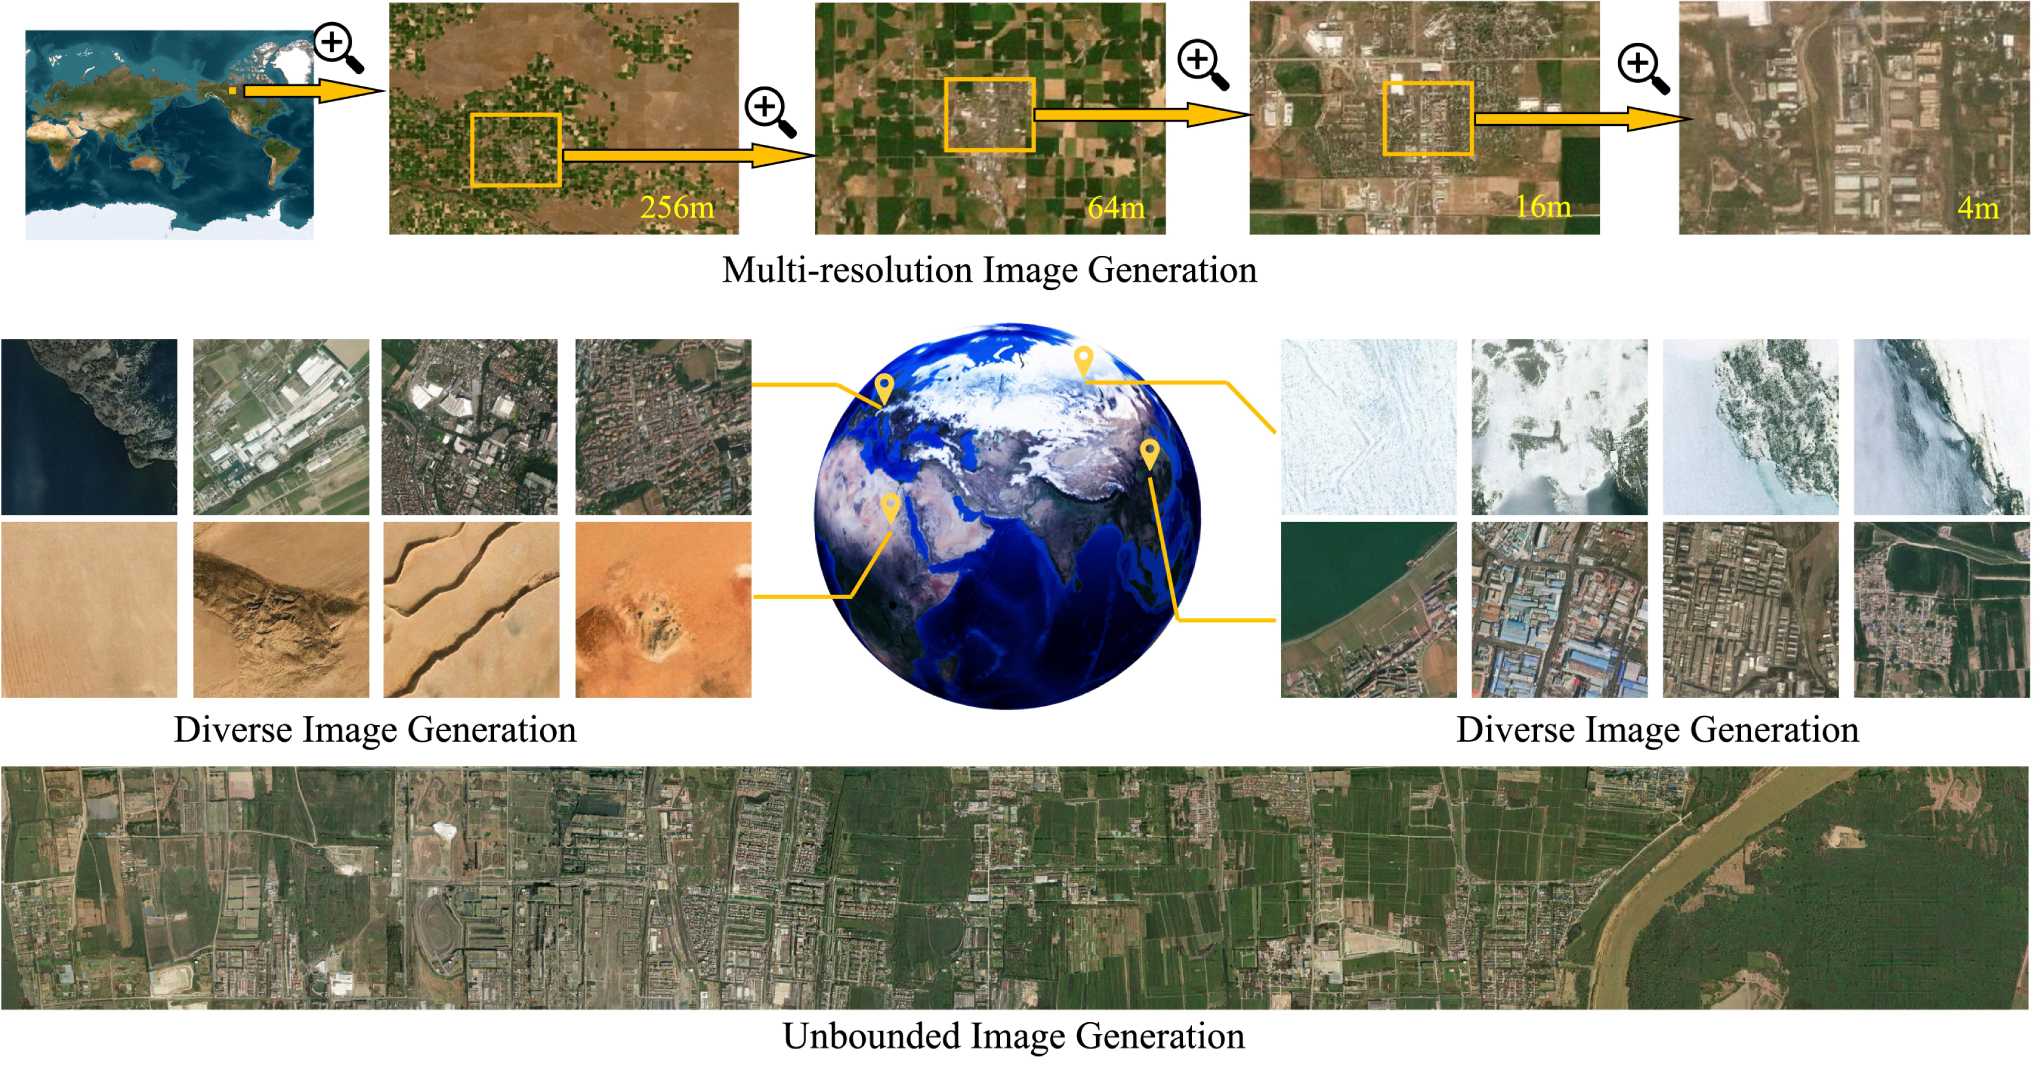 256m
64m
16m
4m
Multi-resolution Image Generation
Diverse Image Generation
Diverse Image Generation
Unbounded Image Generation